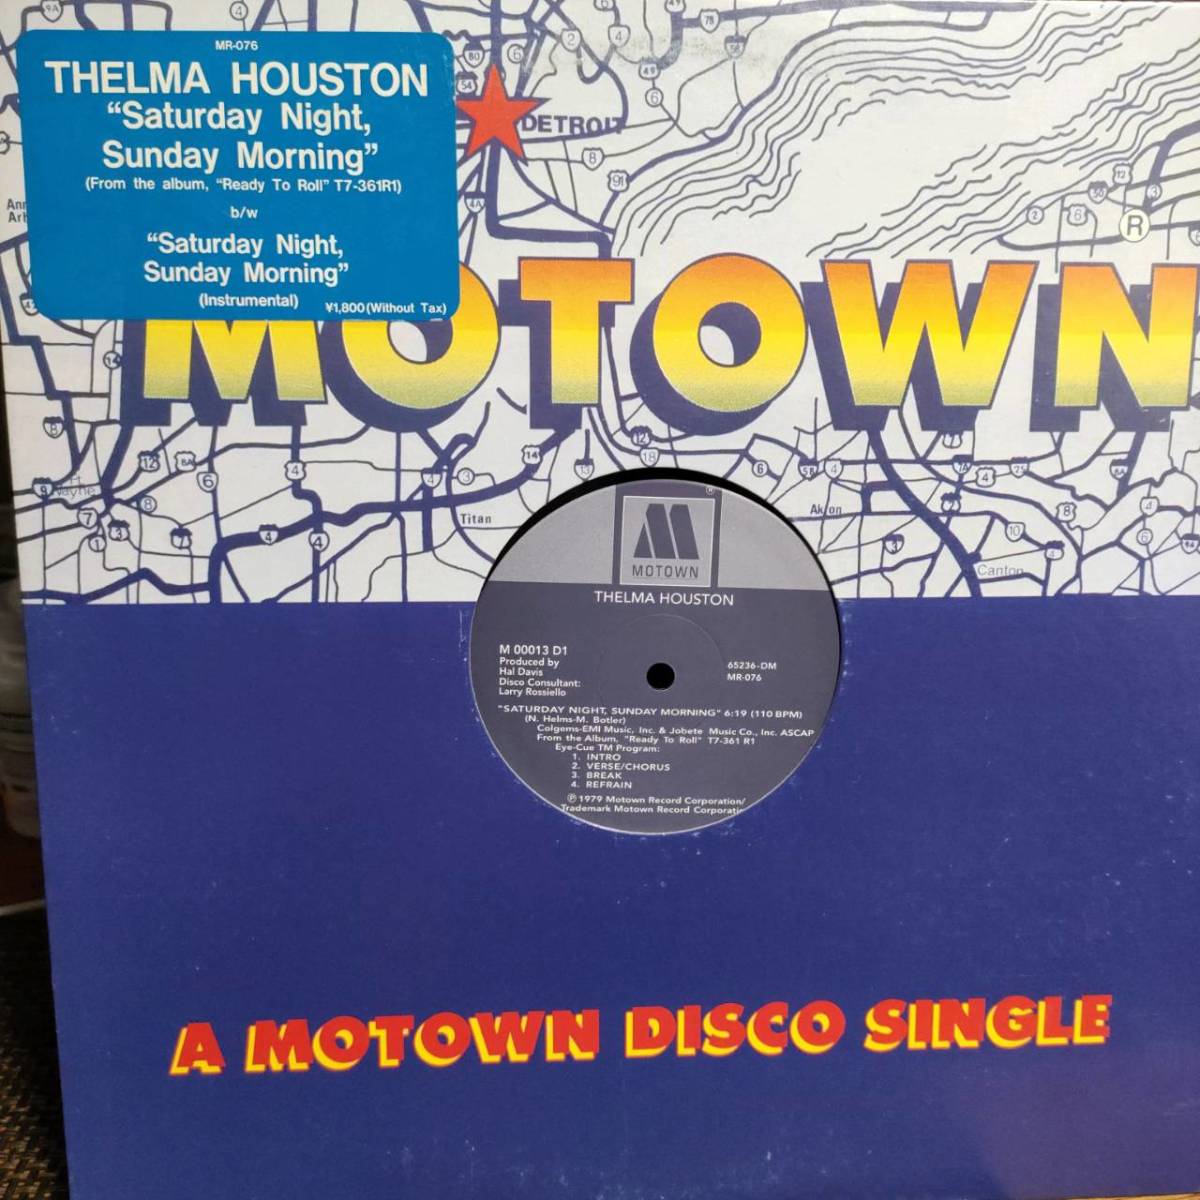 MR-076
THELMA HOUSTON
“Saturday Night,
Sunday Morning”
(From the album, “Ready To Roll” T7-361R1)
b/w
“Saturday Night,
Sunday Morning”
(Instrumental)
¥1,800(Without Tax)
DETROIT
Ann
MOTOWN
®
Wayne
Titan
Akron
Canton
M
MOTOWN
®
THELMA HOUSTON
M 00013 D1
Produced by
Hal Davis
Disco Consultant:
Larry Rossiello
65236-DM
MR-076
"SATURDAY NIGHT, SUNDAY MORNING" 6:19 (110 BPM)
(N. Helms-M. Botler)
Colgems-EMI Music, Inc. & Jobete Music Co., Inc. ASCAP
From the Album, "Ready To Roll" T7-361 R1
Eye-Cue TM Program:
1. INTRO
2. VERSE/CHORUS
3. BREAK
4. REFRAIN
℗ 1979 Motown Record Corporation/
Trademark Motown Record Corporatio
A MOTOWN DISCO SINGLE